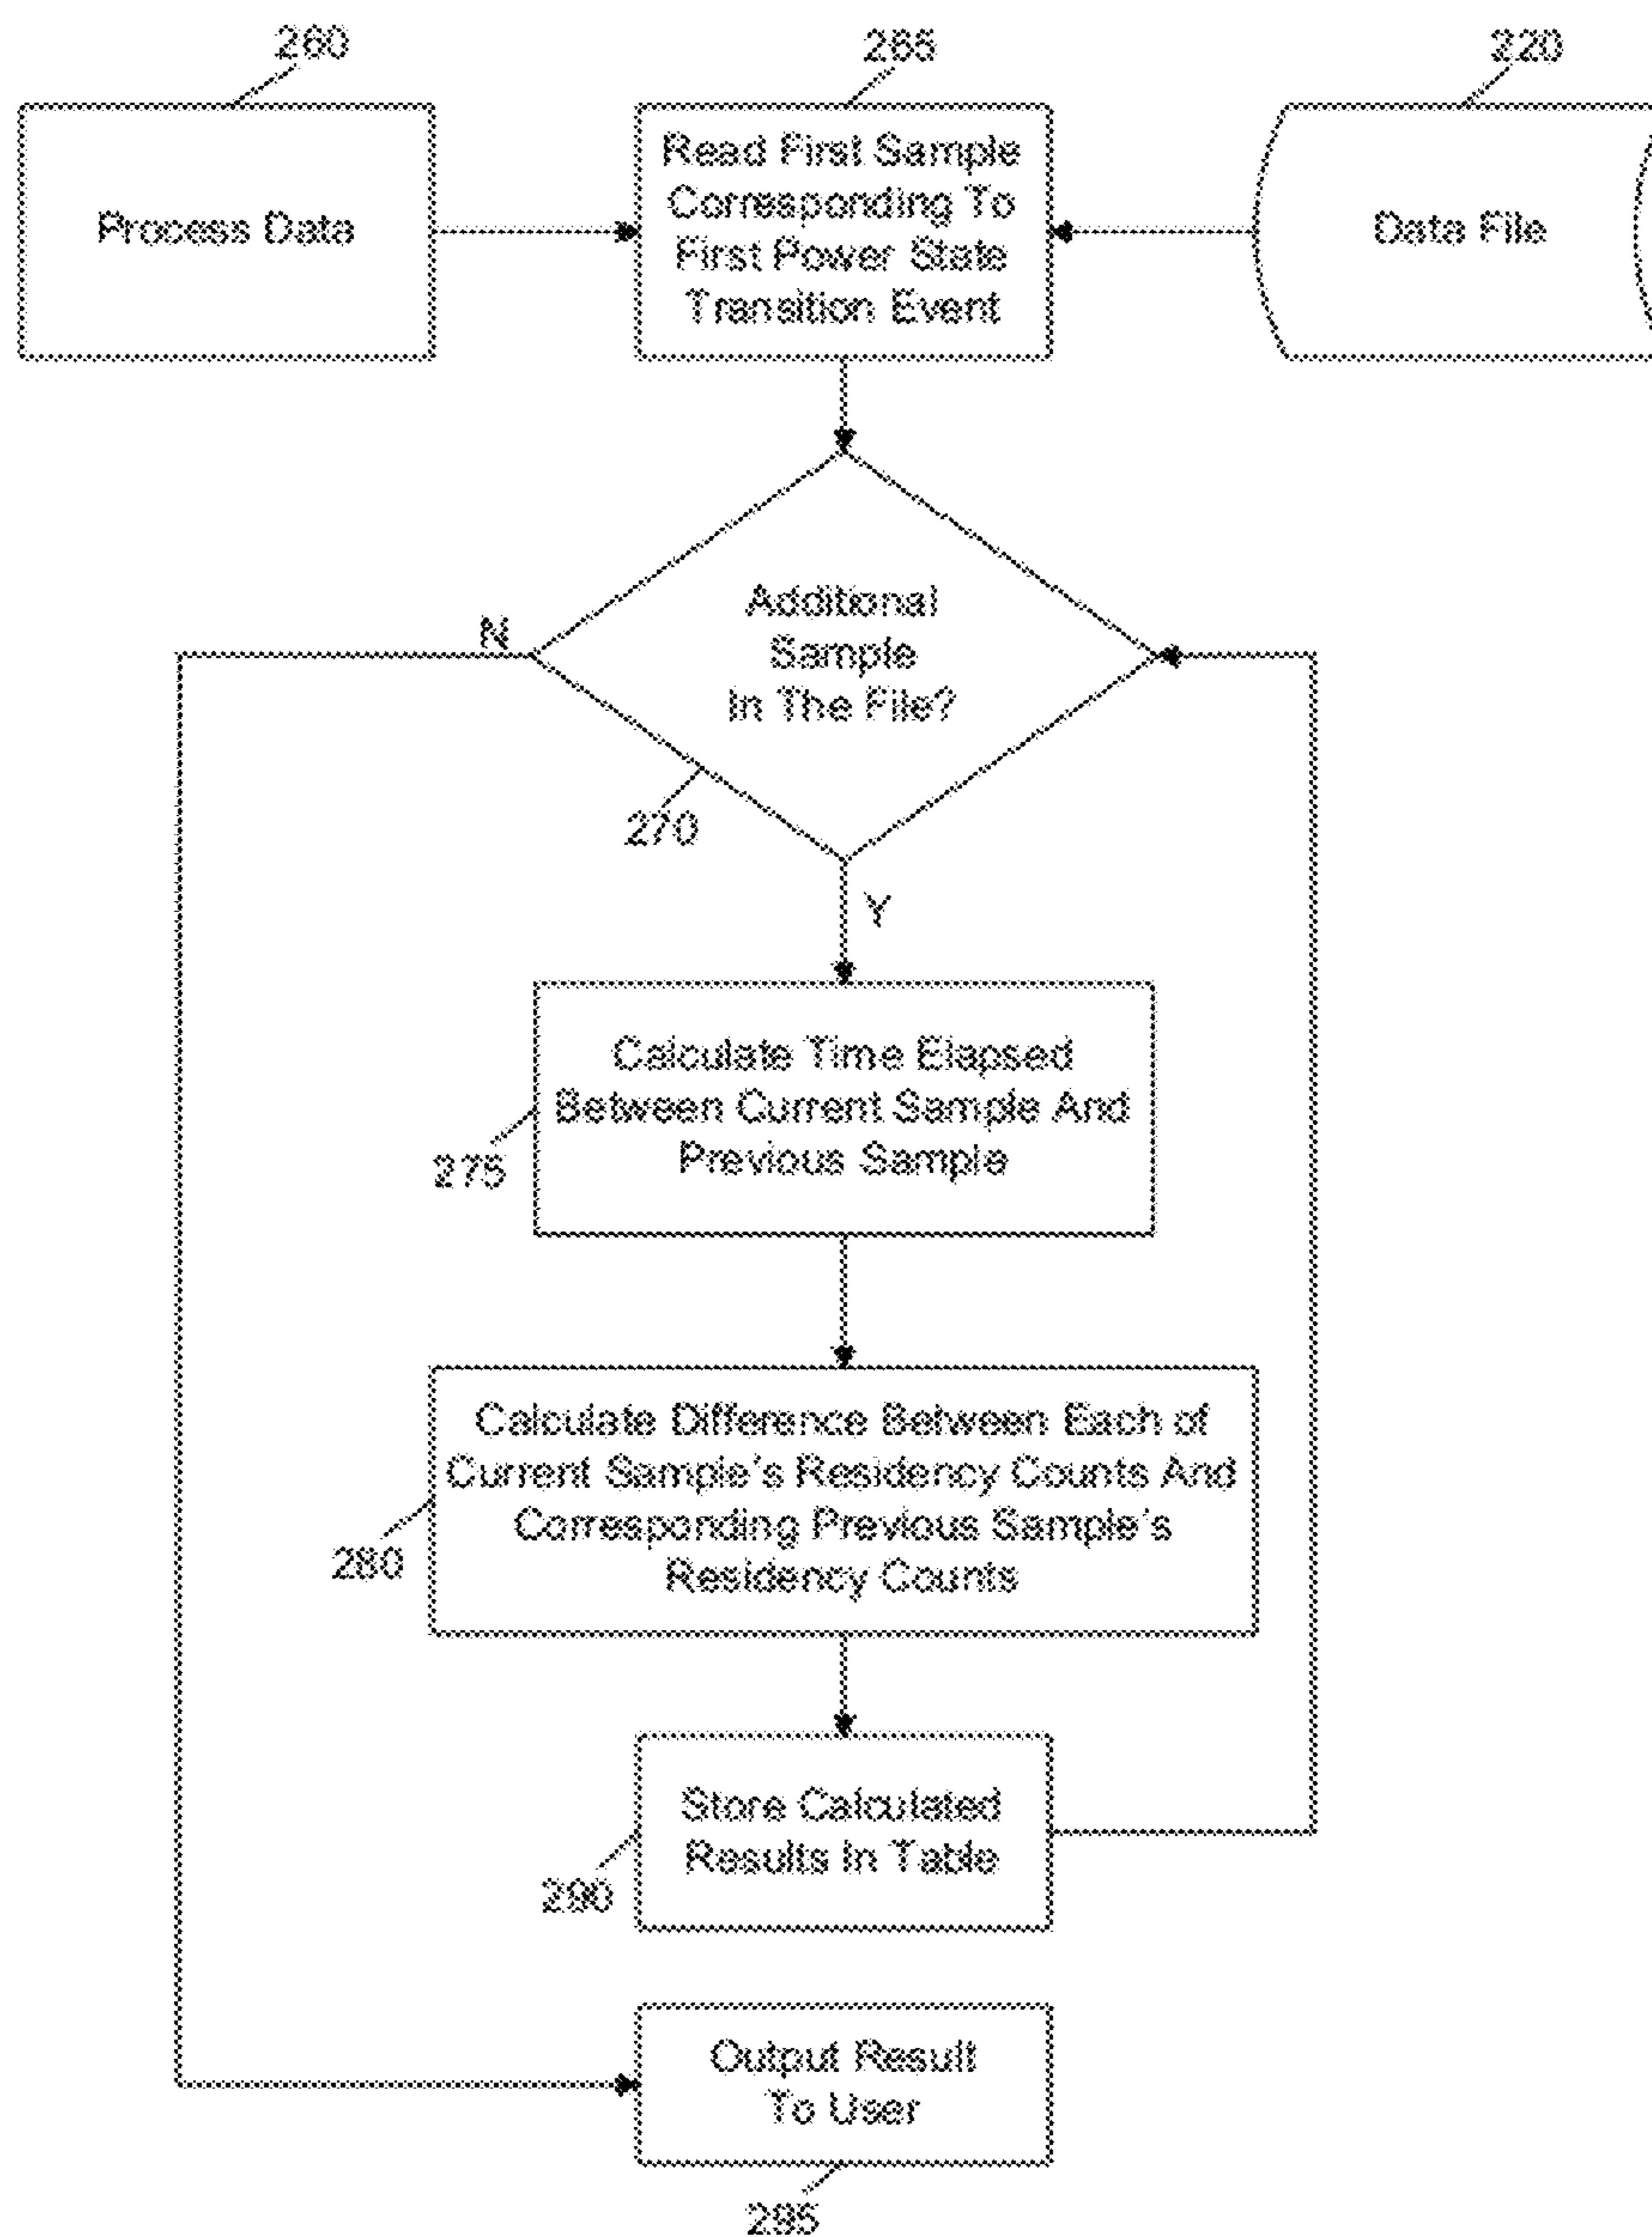 260
265
220
Process Data
Read First Sample
Corresponding To
First Power State
Transition Event
Data File
Additional
Sample
In The File?
N
270
Y
Calculate Time Elapsed
Between Current Sample And
Previous Sample
275
Calculate Difference Between Each of
Current Sample's Residency Counts And
Corresponding Previous Sample's
Residency Counts
280
Store Calculated
Results In Table
290
Output Result
To User
295